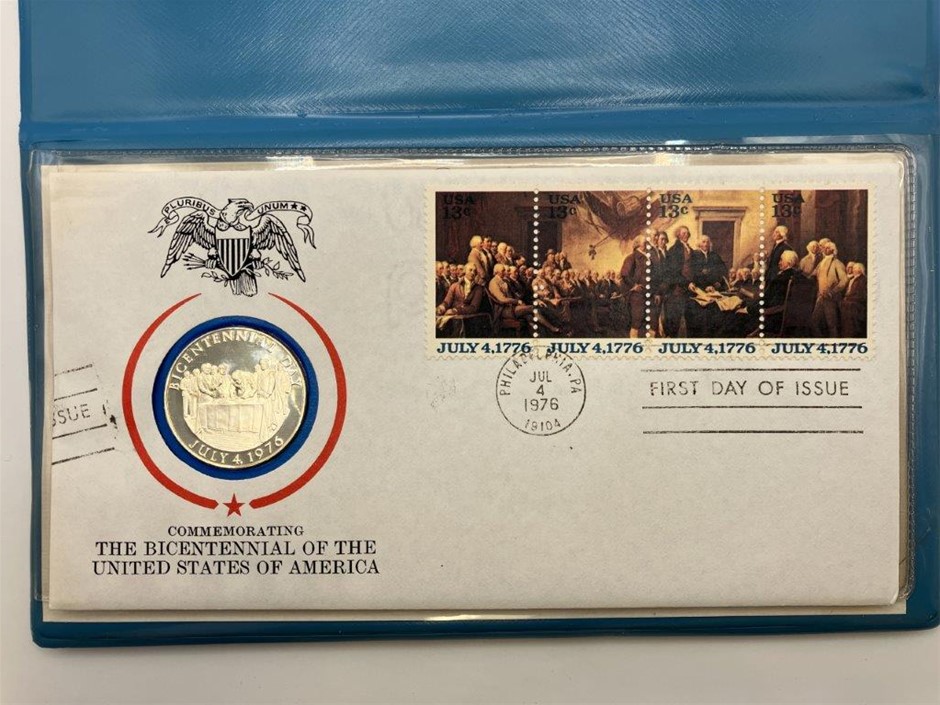 PLURIBUS UNUM
USA 13c
USA 13c
USA 13c
USA 13c
JULY 4,1776
JULY 4,1776
JULY 4,1776
JULY 4,1776
PHILADELPHIA, PA
JUL
4
1976
19104
FIRST DAY OF ISSUE
SSUE
BICENTENNIAL DAY
JULY 4, 1976
COMMEMORATING
THE BICENTENNIAL OF THE
UNITED STATES OF AMERICA